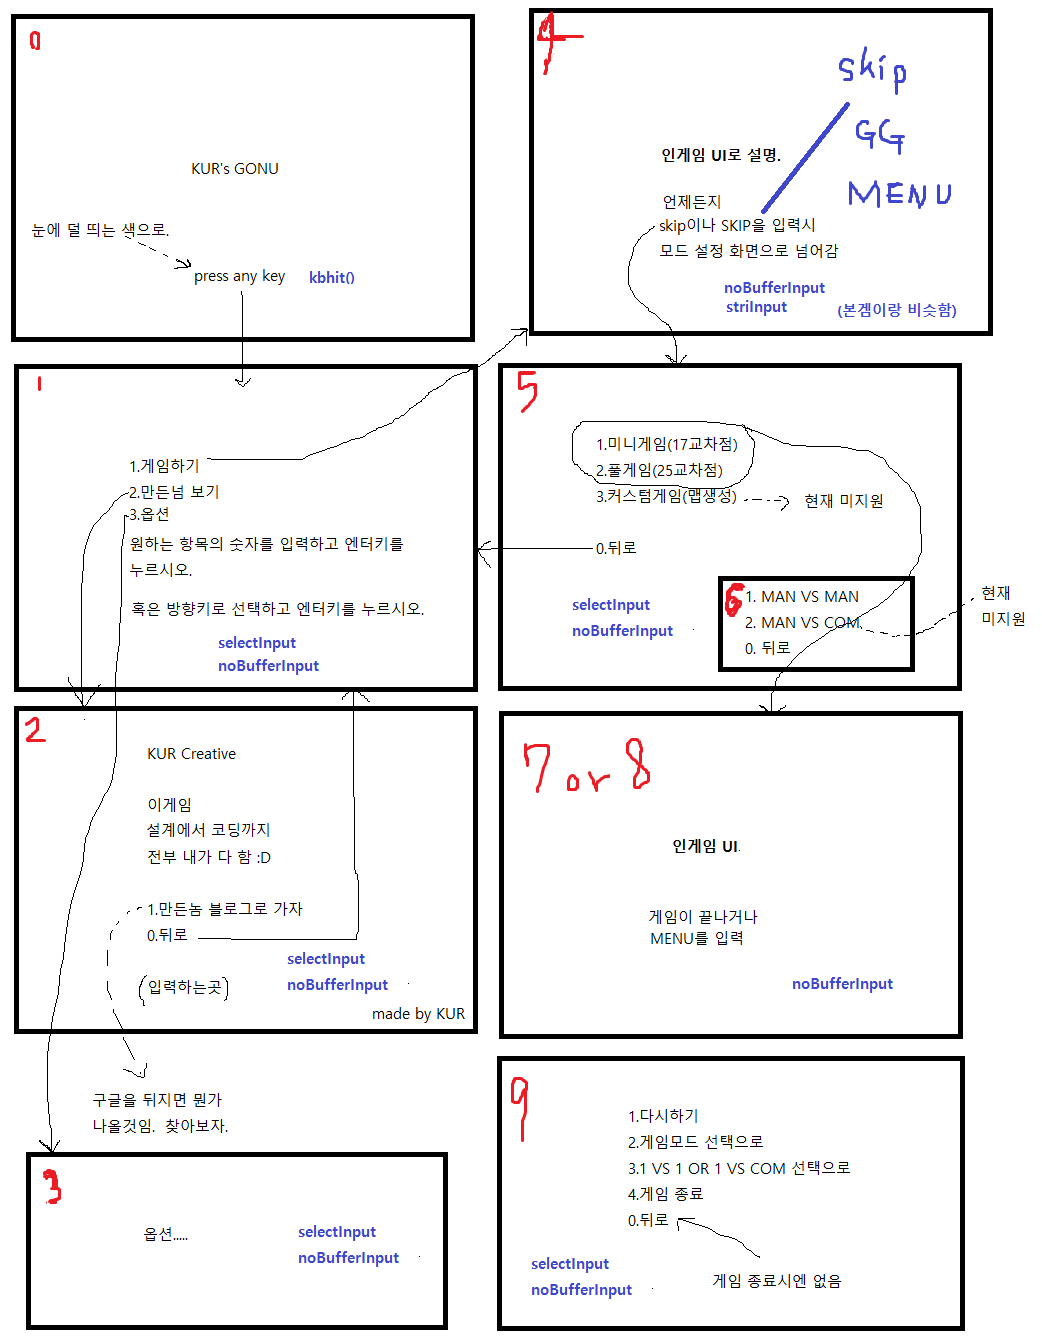 0
KUR's GONU
눈에 덜 띄는 색으로.
press any key kbhit()
1
1.게임하기
2.만든넘 보기
3.옵션
원하는 항목의 숫자를 입력하고 엔터키를
누르시오.
혹은 방향키로 선택하고 엔터키를 누르시오.
selectInput
noBufferInput
2
KUR Creative
이게임
설계에서 코딩까지
전부 내가 다 함 :D
1.만든놈 블로그로 가자
0.뒤로
selectInput
noBufferInput
(입력하는곳)
made by KUR
구글을 뒤지면 뭔가
나올것임. 찾아보자.
3
옵션.....
selectInput
noBufferInput
4
skip
GG
MENU
인게임 UI로 설명.
언제든지
skip이나 SKIP을 입력시
모드 설정 화면으로 넘어감
noBufferInput
striInput
(본겜이랑 비슷함)
5
1.미니게임(17교차점)
2.풀게임(25교차점)
3.커스텀게임(맵생성)
현재 미지원
0.뒤로
selectInput
noBufferInput
6
1. MAN VS MAN
2. MAN VS COM
0. 뒤로
현재
미지원
7 or 8
인게임 UI.
게임이 끝나거나
MENU를 입력
noBufferInput
9
1.다시하기
2.게임모드 선택으로
3.1 VS 1 OR 1 VS COM 선택으로
4.게임 종료
0.뒤로
게임 종료시엔 없음
selectInput
noBufferInput